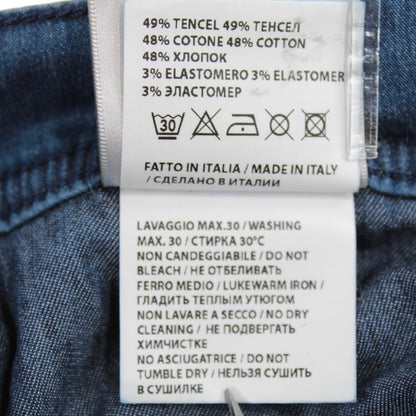 49% TENCEL 49% ТЕНСЕЛ
48% COTONE 48% COTTON
48% ХЛОПОК
3% ELASTOMERO 3% ELASTOMER
3% ЭЛАСТОМЕР
30
FATTO IN ITALIA / MADE IN ITALY
/ СДЕЛАНО В ИТАЛИИ
LAVAGGIO MAX.30 / WASHING
MAX. 30 / СТИРКА 30°C
NON CANDEGGIABILE / DO NOT
BLEACH / НЕ ОТБЕЛИВАТЬ
FERRO MEDIO / LUKEWARM IRON /
ГЛАДИТЬ ТЕПЛЫМ УТЮГОМ
NON LAVARE A SECCO / NO DRY
CLEANING / НЕ ПОДВЕРГАТЬ
ХИМЧИСТКЕ
NO ASCIUGATRICE / DO NOT
TUMBLE DRY / НЕЛЬЗЯ СУШИТЬ
В СУШИЛКЕ